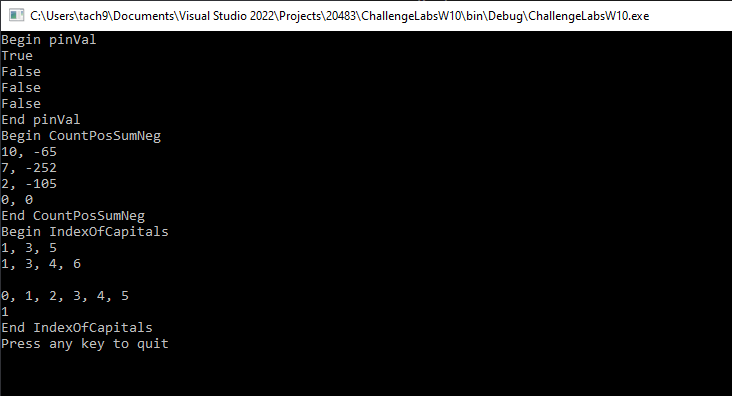 C:\Users\tach9\Documents\Visual Studio 2022\Projects\20483\ChallengeLabsW10\bin\Debug\ChallengeLabsW10.exe
Begin pinVal
True
False
False
False
End pinVal
Begin CountPosSumNeg
10, -65
7, -252
2, -105
0, 0
End CountPosSumNeg
Begin IndexOfCapitals
1, 3, 5
1, 3, 4, 6

0, 1, 2, 3, 4, 5
1
End IndexOfCapitals
Press any key to quit